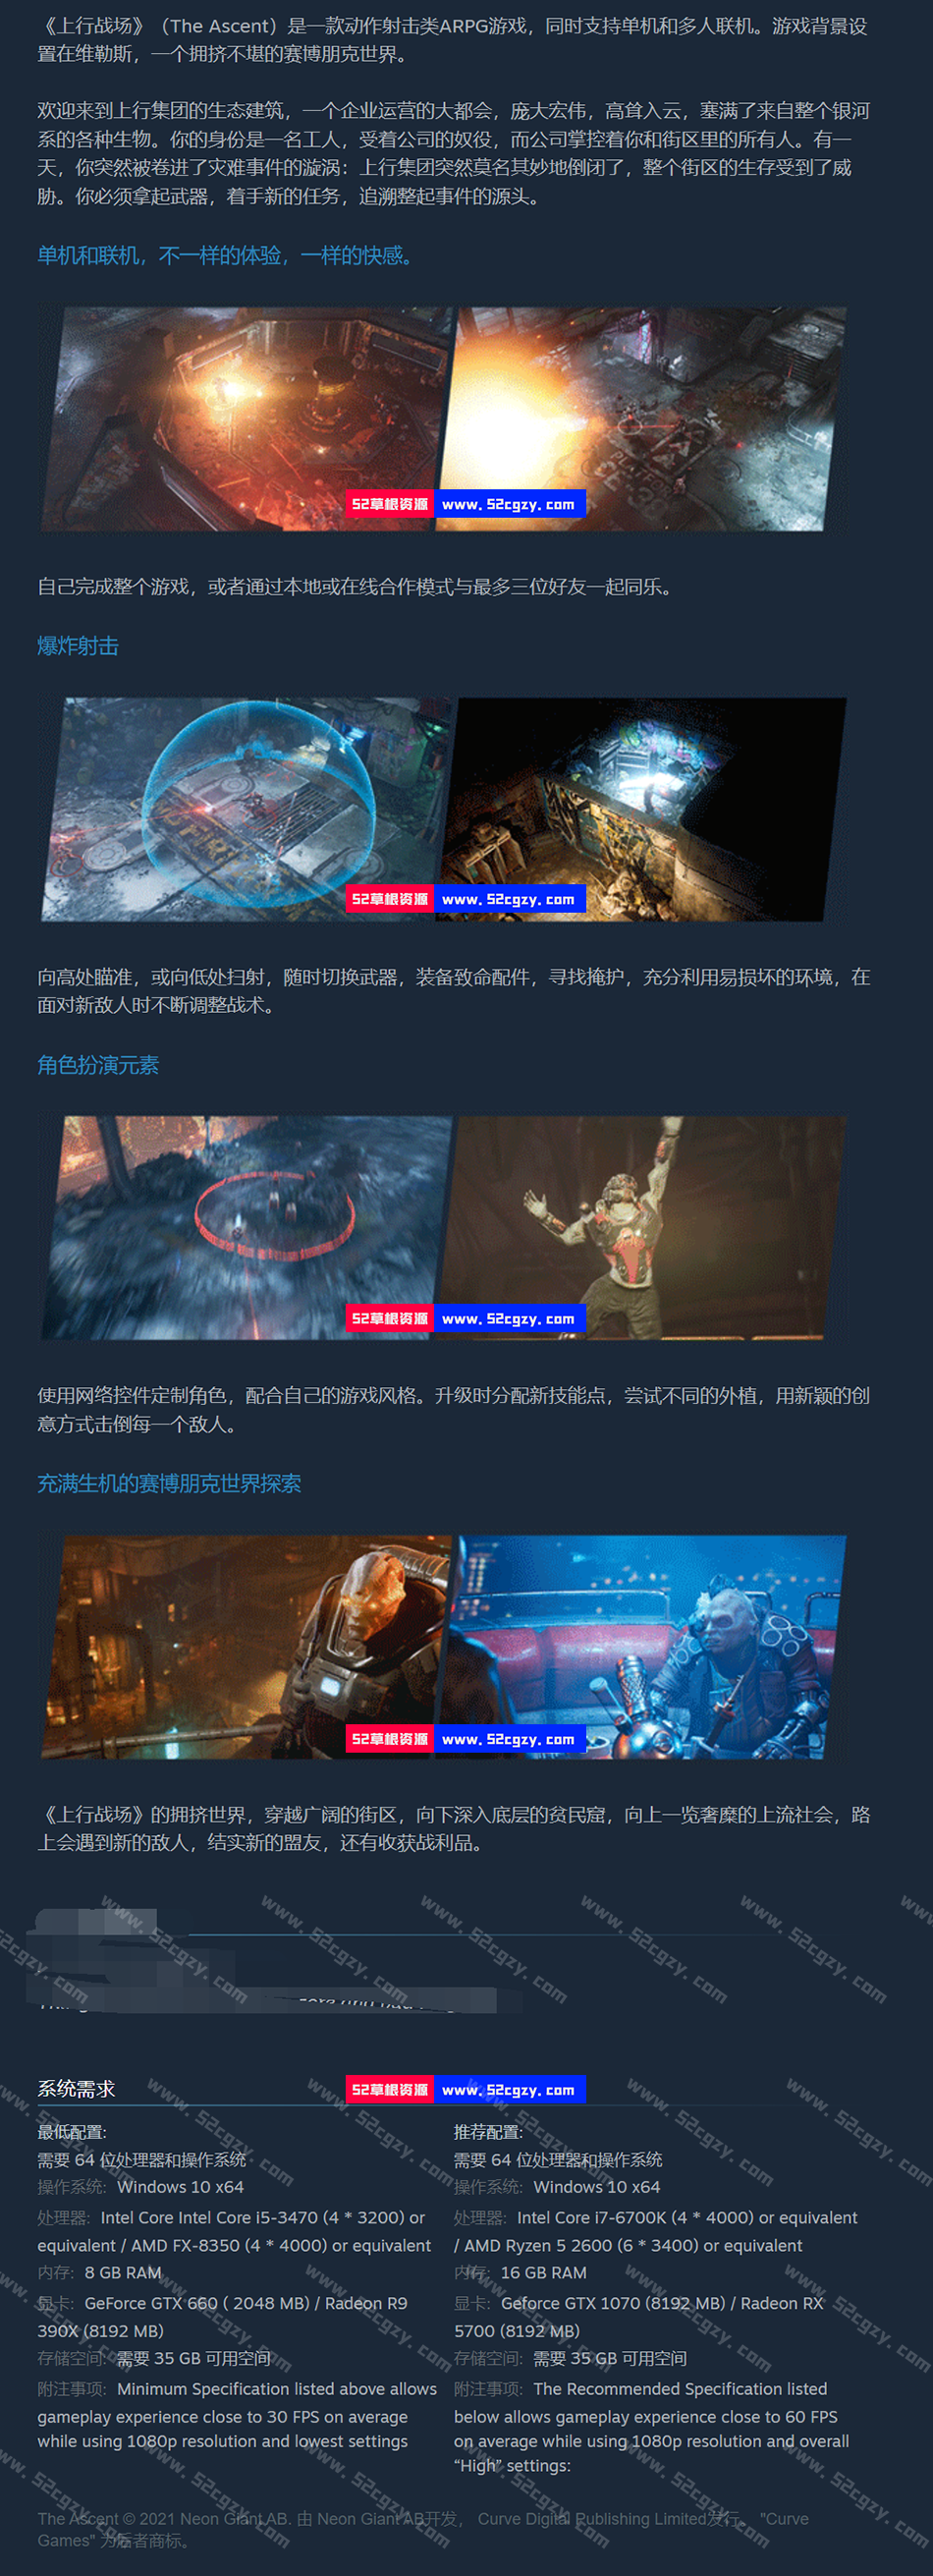 《上行战场》（The Ascent）是一款动作射击类ARPG游戏，同时支持单机和多人联机。游戏背景设
置在维勒斯，一个拥挤不堪的赛博朋克世界。
欢迎来到上行集团的生态建筑，一个企业运营的大都会，庞大宏伟，高耸入云，塞满了来自整个银河
系的各种生物。你的身份是一名工人，受着公司的奴役，而公司掌控着你和街区里的所有人。有一
天，你突然被卷进了灾难事件的漩涡：上行集团突然莫名其妙地倒闭了，整个街区的生存受到了威
胁。你必须拿起武器，着手新的任务，追溯整起事件的源头。
单机和联机，不一样的体验，一样的快感。
52草根资源 www.52cgzy.com
自己完成整个游戏，或者通过本地或在线合作模式与最多三位好友一起同乐。
爆炸射击
52草根资源 www.52cgzy.com
向高处瞄准，或向低处扫射，随时切换武器，装备致命配件，寻找掩护，充分利用易损坏的环境，在
面对新敌人时不断调整战术。
角色扮演元素
52草根资源 www.52cgzy.com
使用网络控件定制角色，配合自己的游戏风格。升级时分配新技能点，尝试不同的外植，用新颖的创
意方式击倒每一个敌人。
充满生机的赛博朋克世界探索
52草根资源 www.52cgzy.com
《上行战场》的拥挤世界，穿越广阔的街区，向下深入底层的贫民窟，向上一览奢糜的上流社会，路
上会遇到新的敌人，结实新的盟友，还有收获战利品。
系统需求
52草根资源 www.52cgzy.com
最低配置:
需要 64 位处理器和操作系统
操作系统: Windows 10 x64
处理器: Intel Core Intel Core i5-3470 (4 * 3200) or
equivalent / AMD FX-8350 (4 * 4000) or equivalent
内存: 8 GB RAM
显卡: GeForce GTX 660 ( 2048 MB) / Radeon R9
390X (8192 MB)
存储空间: 需要 35 GB 可用空间
附注事项: Minimum Specification listed above allows
gameplay experience close to 30 FPS on average
while using 1080p resolution and lowest settings
推荐配置:
需要 64 位处理器和操作系统
操作系统: Windows 10 x64
处理器: Intel Core i7-6700K (4 * 4000) or equivalent
/ AMD Ryzen 5 2600 (6 * 3400) or equivalent
内存: 16 GB RAM
显卡: Geforce GTX 1070 (8192 MB) / Radeon RX
5700 (8192 MB)
存储空间: 需要 35 GB 可用空间
附注事项: The Recommended Specification listed
below allows gameplay experience close to 60 FPS
on average while using 1080p resolution and overall
“High” settings:
The Ascent © 2021 Neon Giant AB. 由 Neon Giant AB开发， Curve Digital Publishing Limited发行。 "Curve
Games" 为后者商标。
www.52cgzy.com